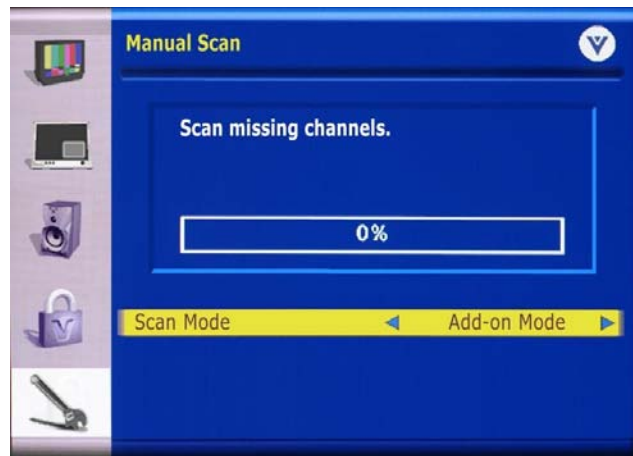 Manual Scan
V
Scan missing channels.
0%
Scan Mode Add-on Mode
V